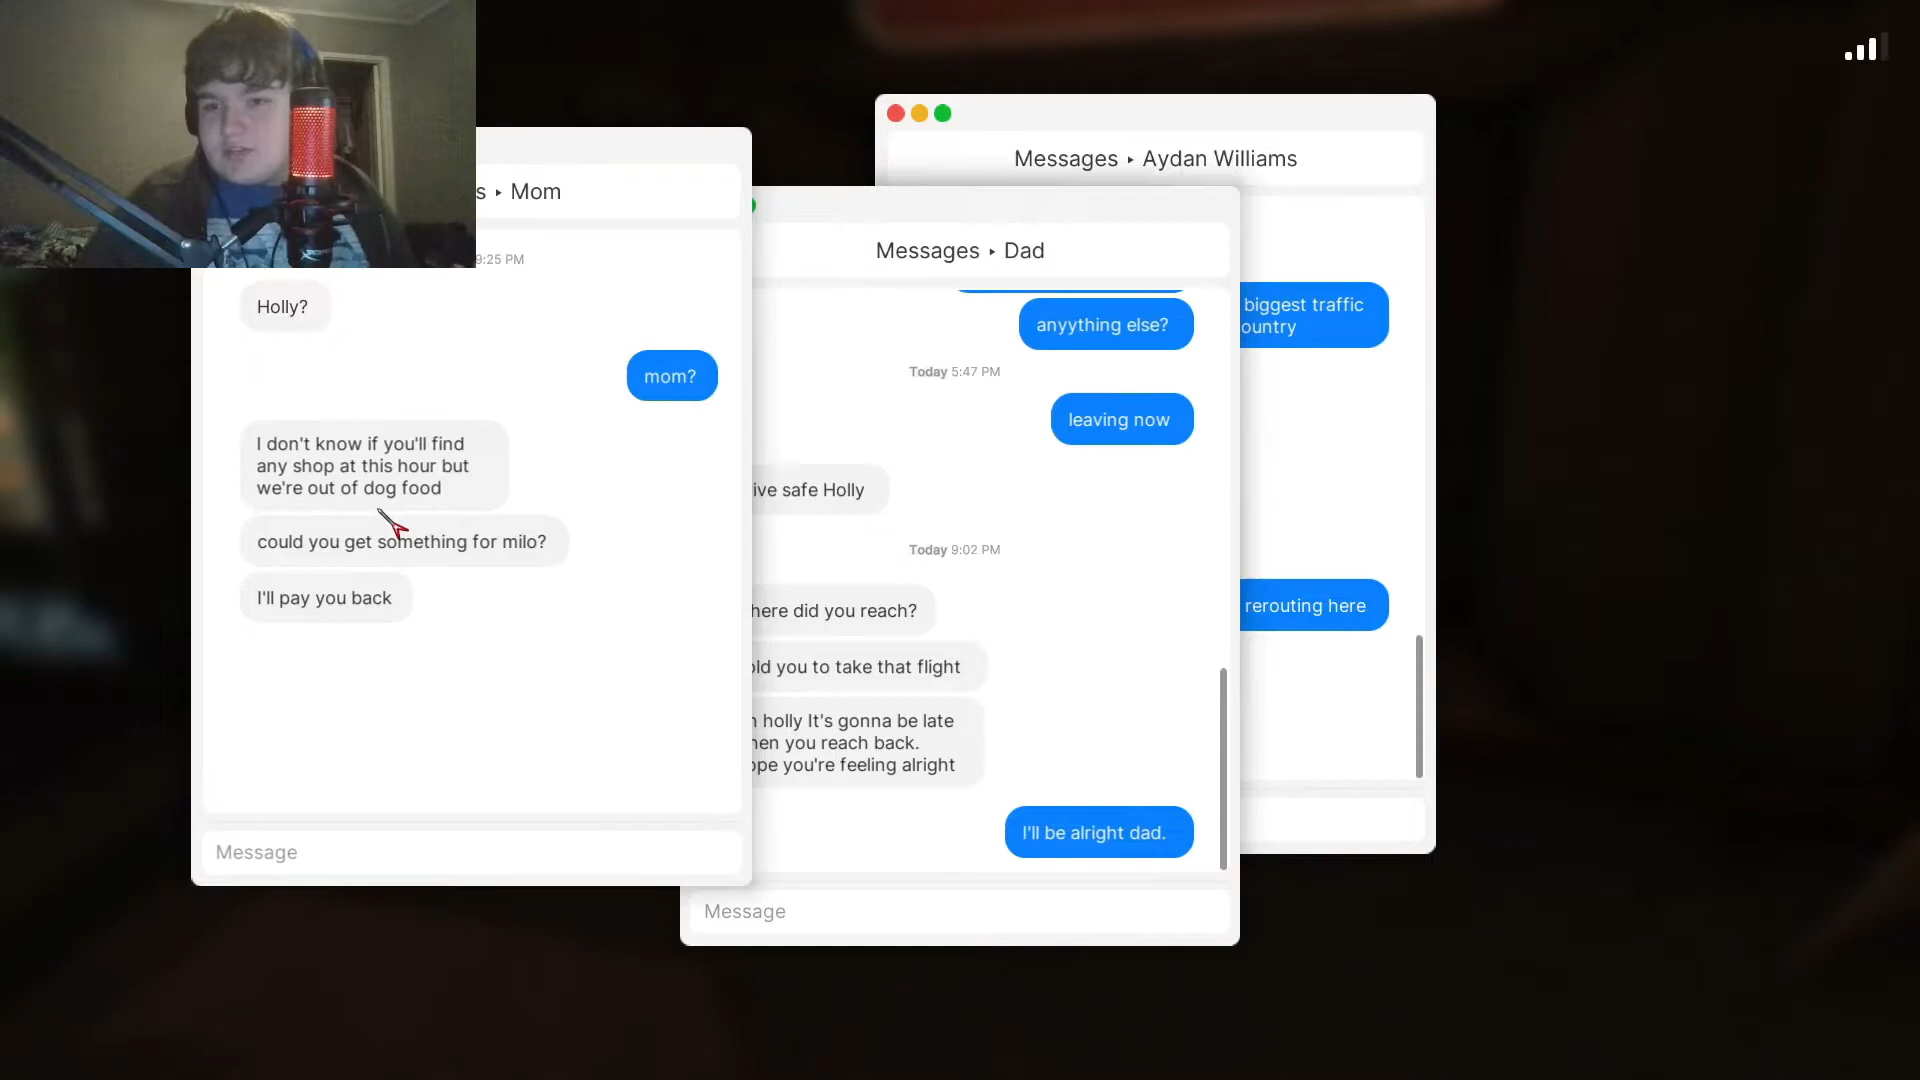 s ▸ Mom
9:25 PM
Holly?
mom?
I don't know if you'll find
any shop at this hour but
we're out of dog food
could you get something for milo?
I'll pay you back
Message
Messages ▸ Dad
anyything else?
Today 5:47 PM
leaving now
ive safe Holly
Today 9:02 PM
here did you reach?
old you to take that flight
holly It's gonna be late
hen you reach back.
ope you're feeling alright
I'll be alright dad.
Message
Messages ▸ Aydan Williams
biggest traffic
ountry
rerouting here